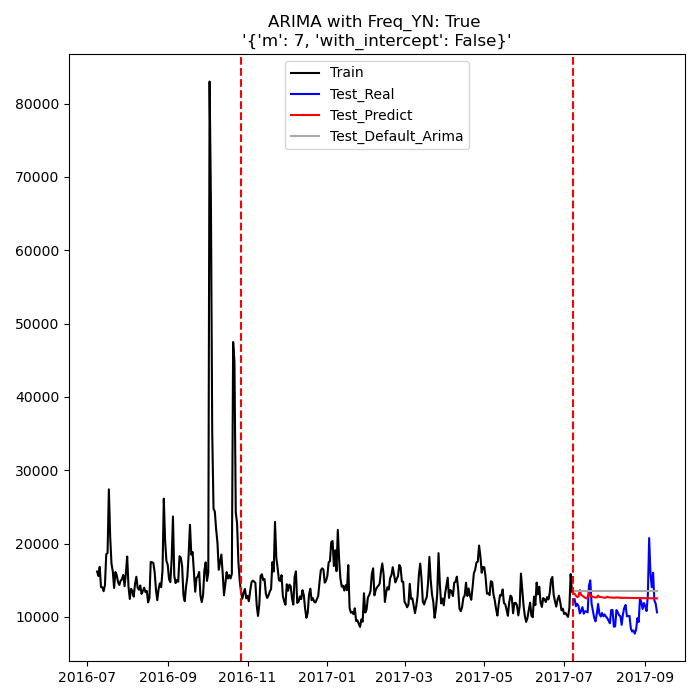 ARIMA with Freq_YN: True
'{'m': 7, 'with_intercept': False}'
Train
Test_Real
Test_Predict
Test_Default_Arima
80000
70000
60000
50000
40000
30000
20000
10000
2016-07 2016-09 2016-11 2017-01 2017-03 2017-05 2017-07 2017-09